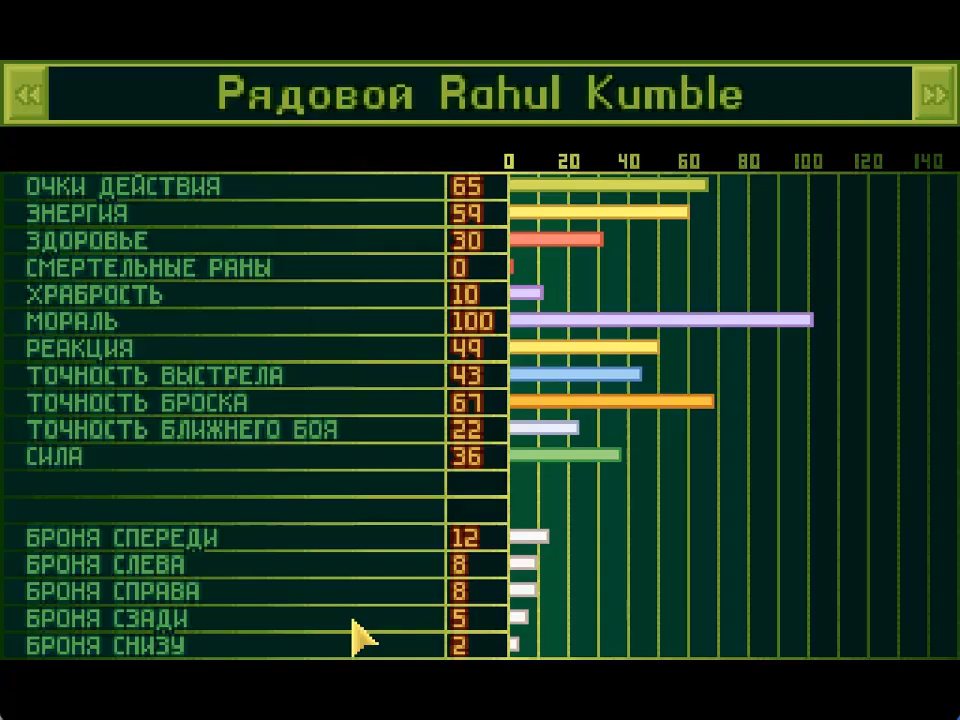 Рядовой Rahul Kumble
0 20 40 60 80 100 120 140
ОЧКИ ДЕЙСТВИЯ 65
ЭНЕРГИЯ 59
ЗДОРОВЬЕ 30
СМЕРТЕЛЬНЫЕ РАНЫ 0
ХРАБРОСТЬ 10
МОРАЛЬ 100
РЕАКЦИЯ 49
ТОЧНОСТЬ ВЫСТРЕЛА 43
ТОЧНОСТЬ БРОСКА 67
ТОЧНОСТЬ БЛИЖНЕГО БОЯ 22
СИЛА 36
БРОНЯ СПЕРЕДИ 12
БРОНЯ СЛЕВА 8
БРОНЯ СПРАВА 8
БРОНЯ СЗАДИ 5
БРОНЯ СНИЗУ 2